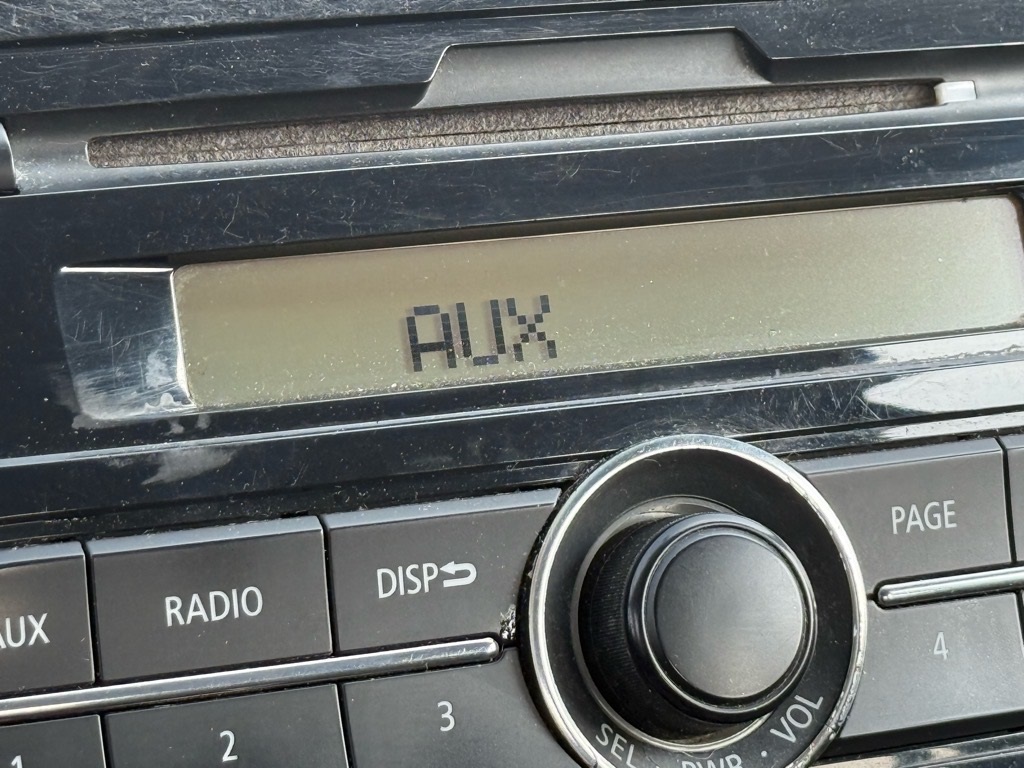 AUX
AUX
RADIO
DISP
PAGE
1
2
3
4
SEL · PWR · VOL